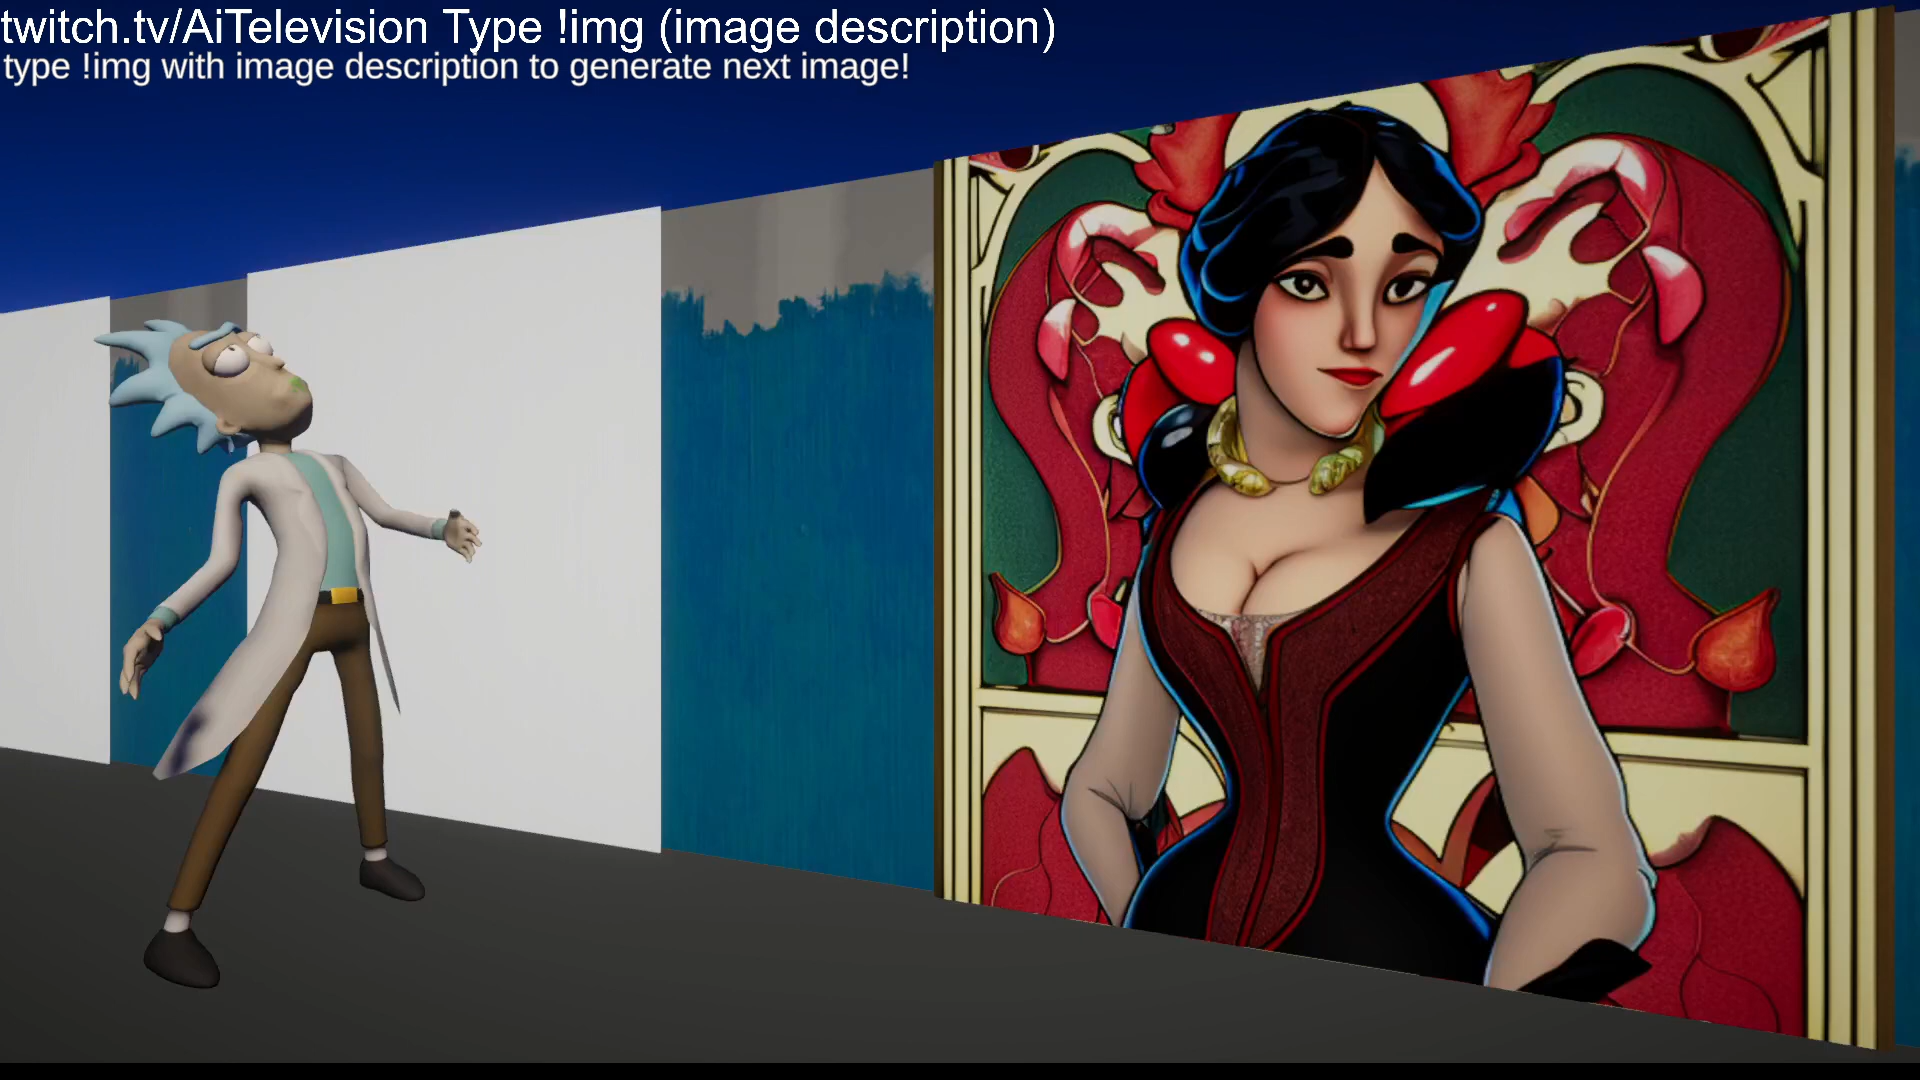 twitch.tv/AiTelevision Type !img (image description)
type !img with image description to generate next image!